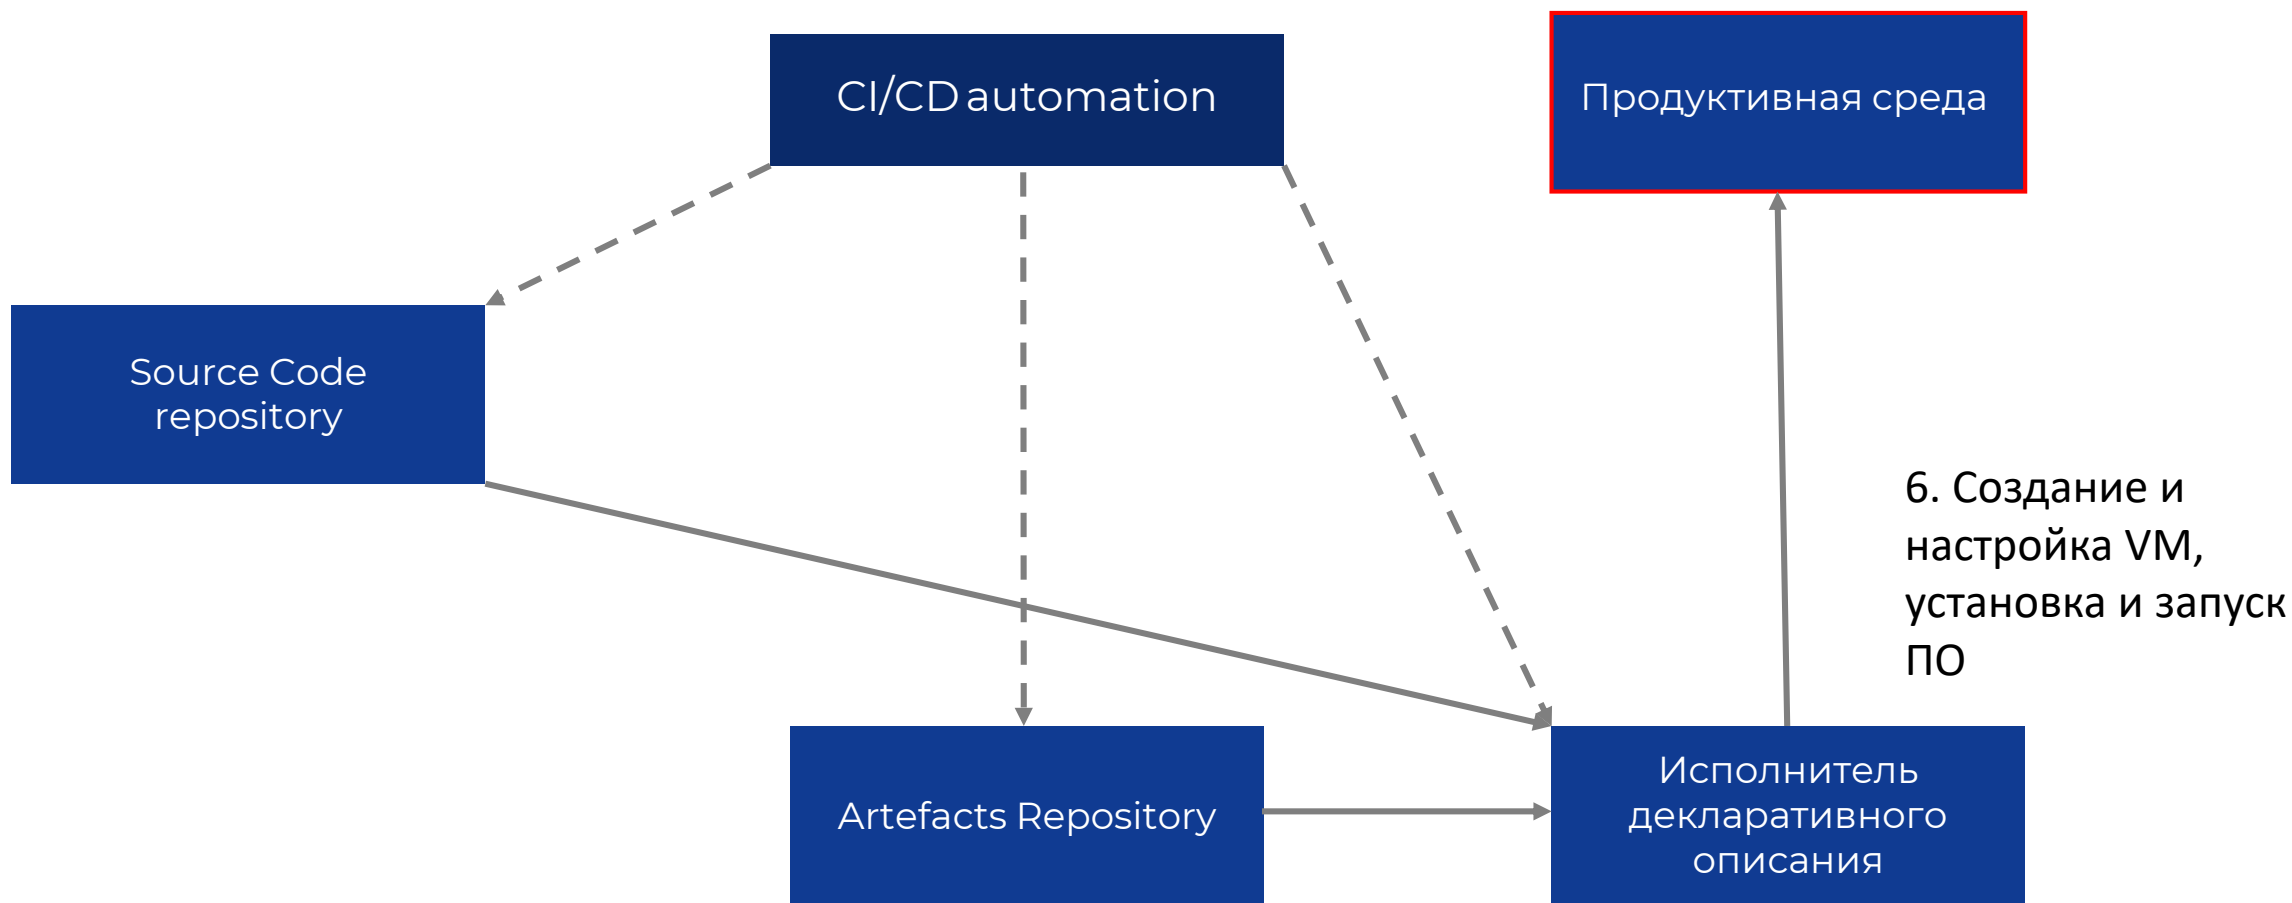 CI/CD automation
Продуктивная среда
Source Code
repository
6. Создание и
настройка VM,
установка и запуск
ПО
Artefacts Repository
Исполнитель
декларативного
описания